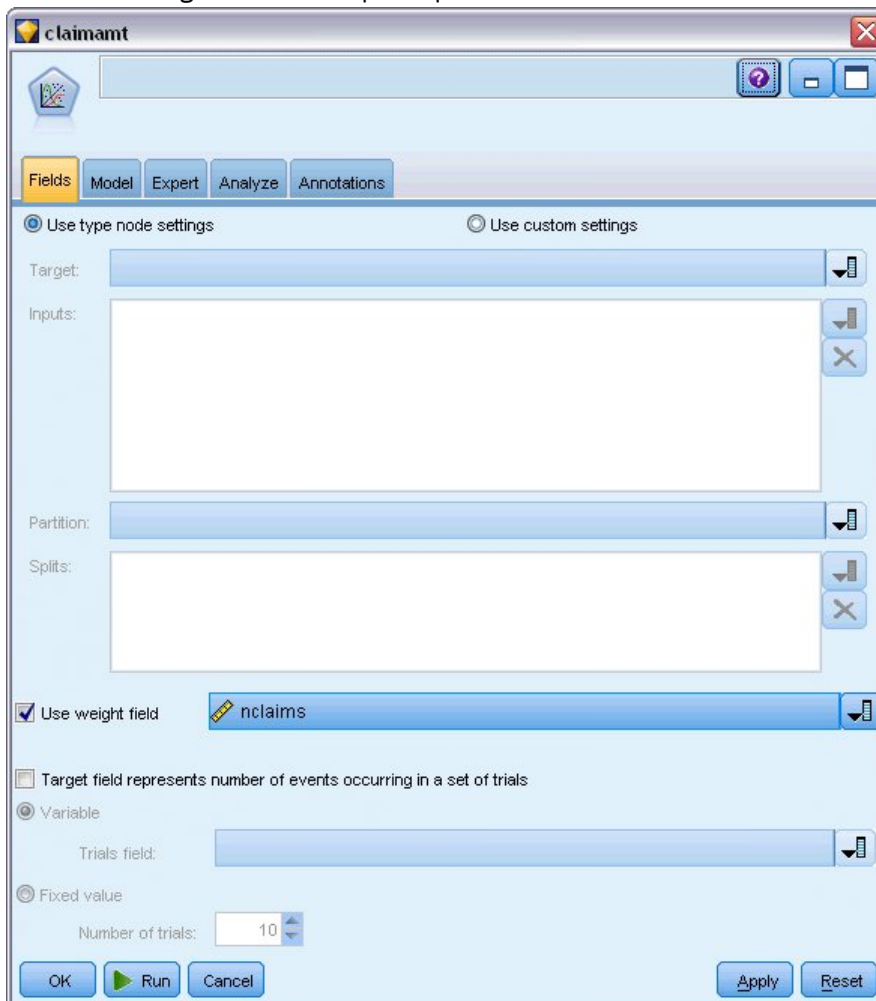 claimamt
?
Fields Model Expert Analyze Annotations
Use type node settings Use custom settings
Target:
Inputs:
Partition:
Splits:
Use weight field nclaims
Target field represents number of events occurring in a set of trials
Variable
Trials field:
Fixed value
Number of trials: 10
OK Run Cancel Apply Reset